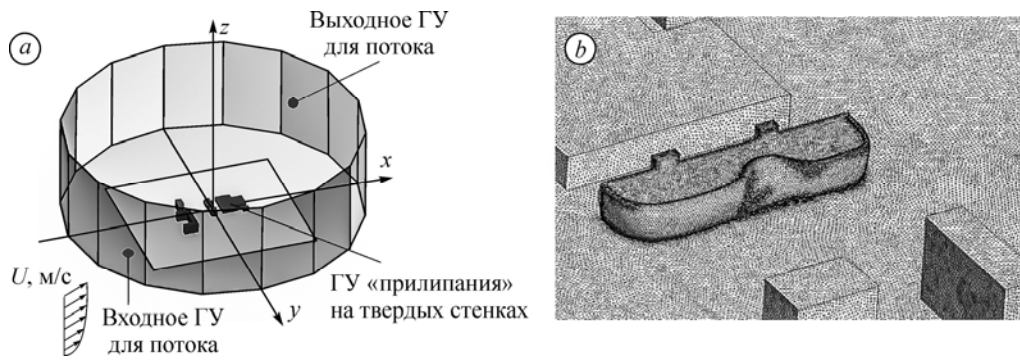 a
z
Выходное ГУ
для потока
x
U, м/с
Входное ГУ
для потока
y
ГУ «прилипания»
на твердых стенках
b